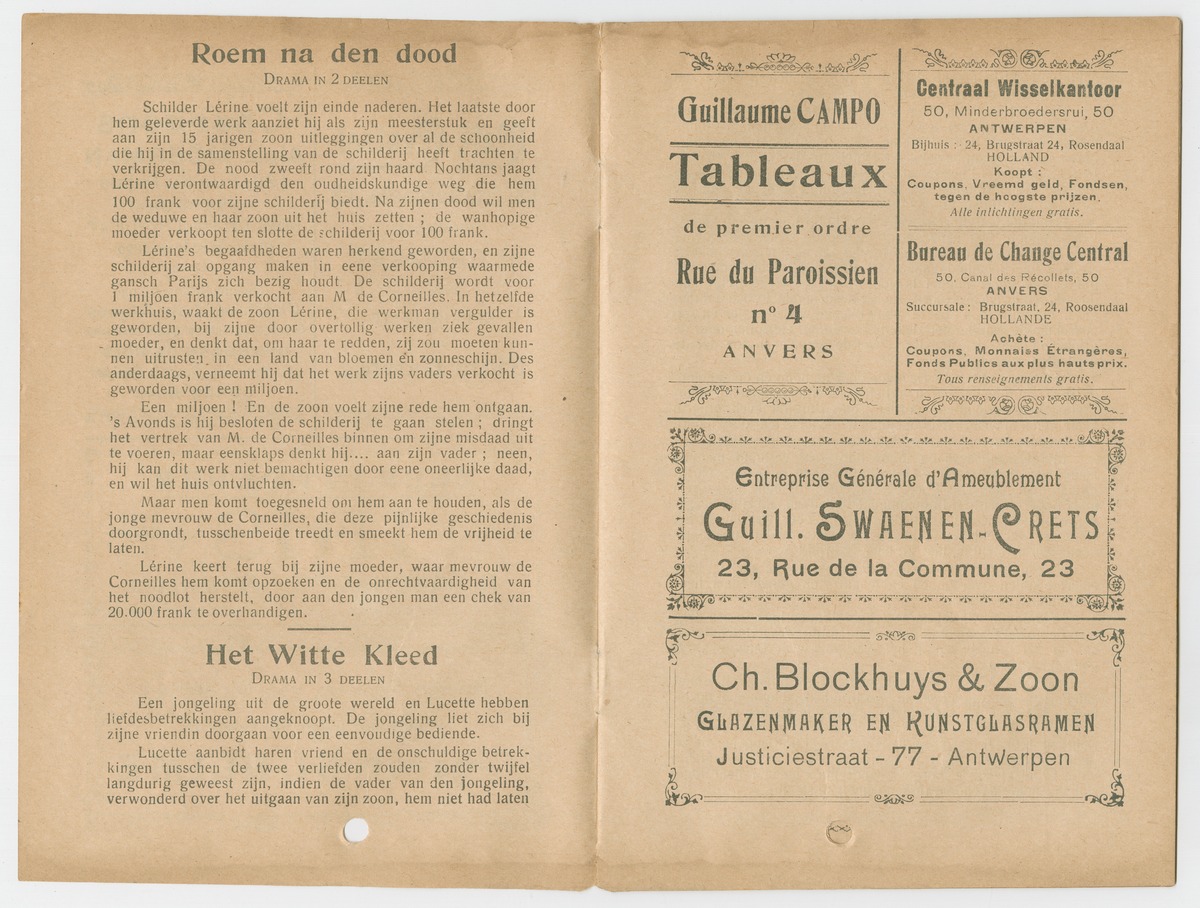 Roem na den dood
DRAMA IN 2 DEELEN
Schilder Lérine voelt zijn einde naderen. Het laatste door
hem geleverde werk aanziet hij als zijn meesterstuk en geeft
aan zijn 15 jarigen zoon uitleggingen over al de schoonheid
die hij in de samenstelling van de schilderij heeft trachten te
verkrijgen. De nood zweeft rond zijn haard. Nochtans jaagt
Lérine verontwaardigd den oudheidskundige weg die hem
100 frank voor zijne schilderij biedt. Na zijnen dood wil men
de weduwe en haar zoon uit het huis zetten ; de wanhopige
moeder verkoopt ten slotte de schilderij voor 100 frank.
Lérine's begaafdheden waren herkend geworden, en zijne
schilderij zal opgang maken in eene verkooping waarmede
gansch Parijs zich bezig houdt. De schilderij wordt voor
1 miljoen frank verkocht aan M. de Corneilles. In hetzelfde
werkhuis, waakt de zoon Lérine, die werkman vergulder is
geworden, bij zijne door overtollig werken ziek gevallen
moeder, en denkt dat, om haar te redden, zij zou moeten kun-
nen uitrusten in een land van bloemen en zonneschijn. Des
anderdaags, verneemt hij dat het werk zijns vaders verkocht is
geworden voor een miljoen.
Een miljoen ! En de zoon voelt zijne rede hem ontgaan.
's Avonds is hij besloten de schilderij te gaan stelen ; dringt
het vertrek van M. de Corneilles binnen om zijne misdaad uit
te voeren, maar eensklaps denkt hij.... aan zijn vader ; neen,
hij kan dit werk niet bemachtigen door eene oneerlijke daad,
en wil het huis ontvluchten.
Maar men komt toegesneld om hem aan te houden, als de
jonge mevrouw de Corneilles, die deze pijnlijke geschiedenis
doorgrondt, tusschenbeide treedt en smeekt hem de vrijheid te
laten.
Lérine keert terug bij zijne moeder, waar mevrouw de
Corneilles hem komt opzoeken en de onrechtvaardigheid van
het noodlot herstelt, door aan den jongen man een chek van
20.000 frank te overhandigen.
Het Witte Kleed
DRAMA IN 3 DEELEN
Een jongeling uit de groote wereld en Lucette hebben
liefdesbetrekkingen aangeknoopt. De jongeling liet zich bij
zijne vriendin doorgaan voor een eenvoudige bediende.
Lucette aanbidt haren vriend en de onschuldige betrek-
kingen tusschen de twee verliefden zouden zonder twijfel
langdurig geweest zijn, indien de vader van den jongeling,
verwonderd over het uitgaan van zijn zoon, hem niet had laten
Guillaume CAMPO
Tableaux
de premier ordre
Rue du Paroissien
nº 4
ANVERS
Centraal Wisselkantoor
50, Minderbroedersrui, 50
ANTWERPEN
Bijhuis : 24, Brugstraat 24, Rosendaal
HOLLAND
Koopt :
Coupons, Vreemd geld, Fondsen,
tegen de hoogste prijzen.
Alle inlichtingen gratis.
Bureau de Change Central
50, Canal des Récollets, 50
ANVERS
Succursale : Brugstraat, 24, Roosendaal
HOLLANDE
Achète :
Coupons, Monnaies Étrangères,
Fonds Publics aux plus hauts prix.
Tous renseignements gratis.
Entreprise Générale d'Ameublement
Guill. SWAENEN-CRETS
23, Rue de la Commune, 23
Ch. Blockhuys & Zoon
GLAZENMAKER EN KUNSTGLASRAMEN
Justiciestraat - 77 - Antwerpen